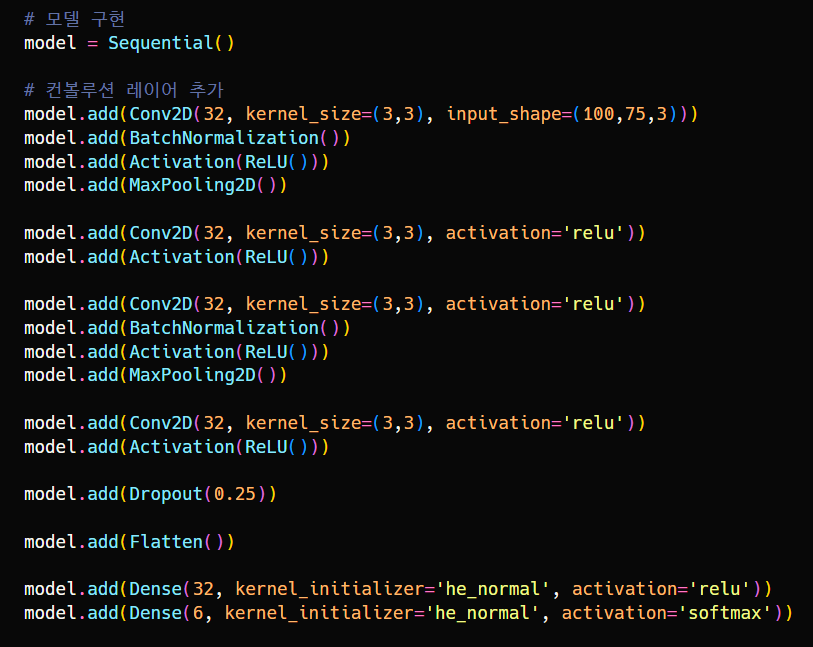 # 모델 구현
model = Sequential()
# 컨볼루션 레이어 추가
model.add(Conv2D(32, kernel_size=(3,3), input_shape=(100,75,3)))
model.add(BatchNormalization())
model.add(Activation(ReLU()))
model.add(MaxPooling2D())
model.add(Conv2D(32, kernel_size=(3,3), activation='relu'))
model.add(Activation(ReLU()))
model.add(Conv2D(32, kernel_size=(3,3), activation='relu'))
model.add(BatchNormalization())
model.add(Activation(ReLU()))
model.add(MaxPooling2D())
model.add(Conv2D(32, kernel_size=(3,3), activation='relu'))
model.add(Activation(ReLU()))
model.add(Dropout(0.25))
model.add(Flatten())
model.add(Dense(32, kernel_initializer='he_normal', activation='relu'))
model.add(Dense(6, kernel_initializer='he_normal', activation='softmax'))